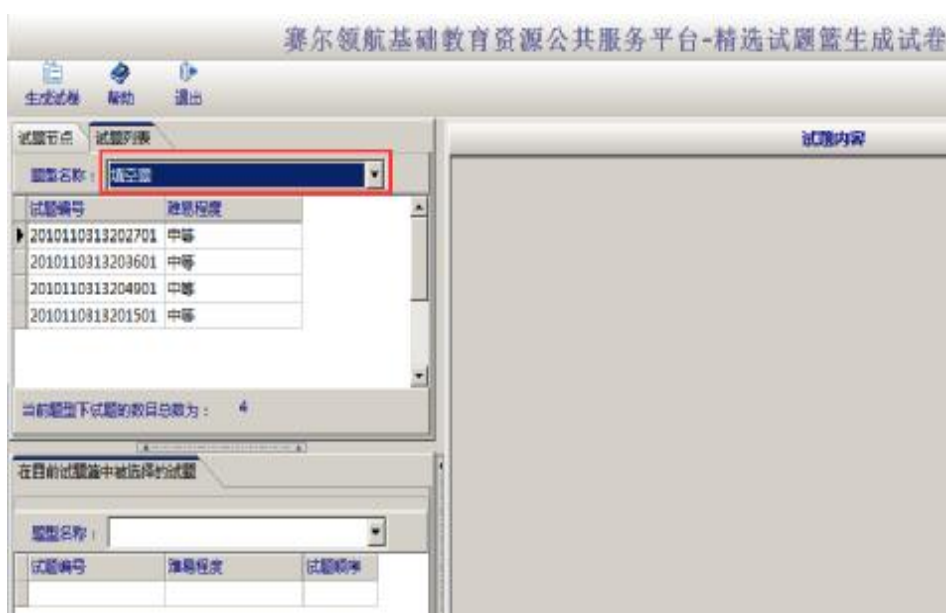 赛尔领航基础教育资源公共服务平台-精选试题篮生成试卷
生成试卷 帮助 退出
试题节点 试题列表
试题内容
题型名称： 填空题
试题编号 难易程度
2010110313202701 中等
2010110313203601 中等
2010110313204901 中等
2010110313201501 中等
当前题型下试题的数目总数为： 4
在目前试题篮中被选择的试题
题型名称：
试题编号 难易程度 试题顺序